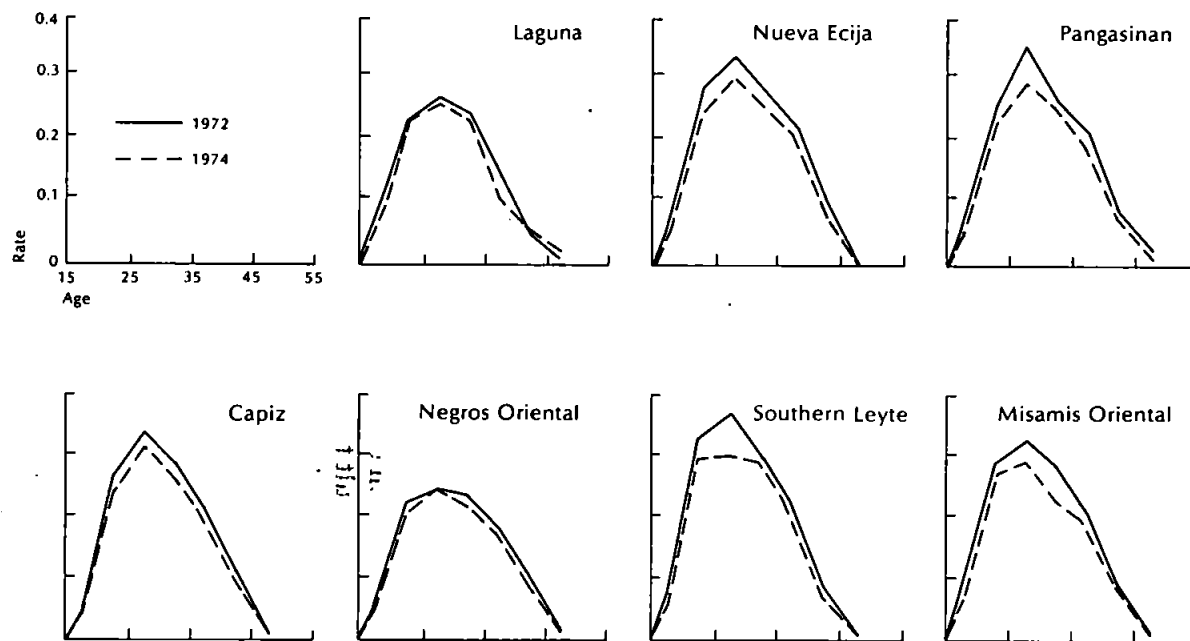 0.4
0.3
0.2
0.1
0
Rate
15 25 35 45 55
Age
1972
1974
Laguna
Nueva Ecija
Pangasinan
Capiz
Negros Oriental
Southern Leyte
Misamis Oriental